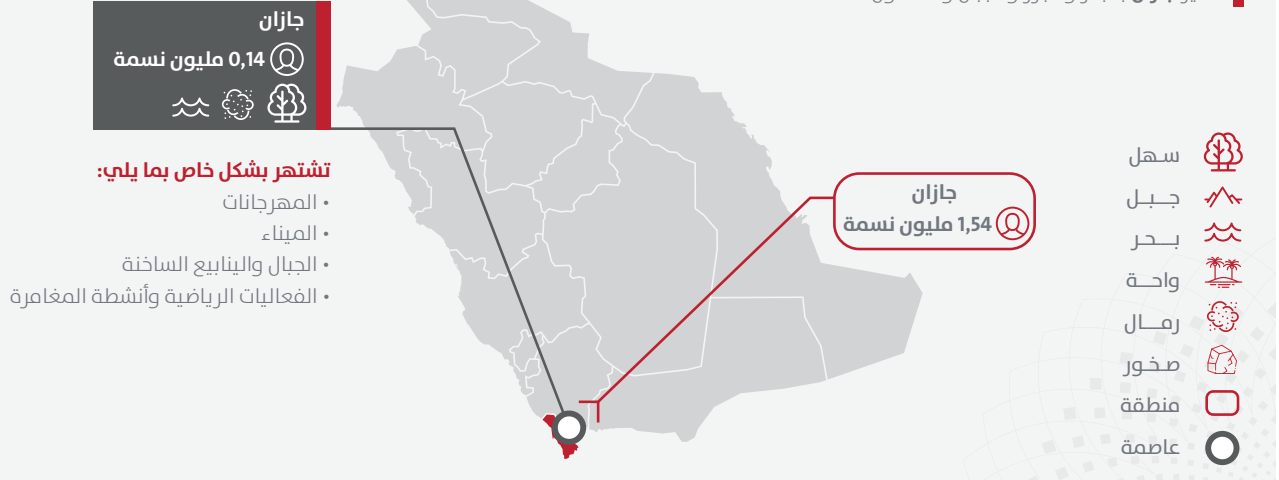 جازان
0,14 مليون نسمة
تشتهر بشكل خاص بما يلي:
• المهرجانات
• الميناء
• الجبال والينابيع الساخنة
• الفعاليات الرياضية وأنشطة المغامرة
جازان
1,54 مليون نسمة
سهل
جبل
بحر
واحة
رمال
صخور
منطقة
عاصمة